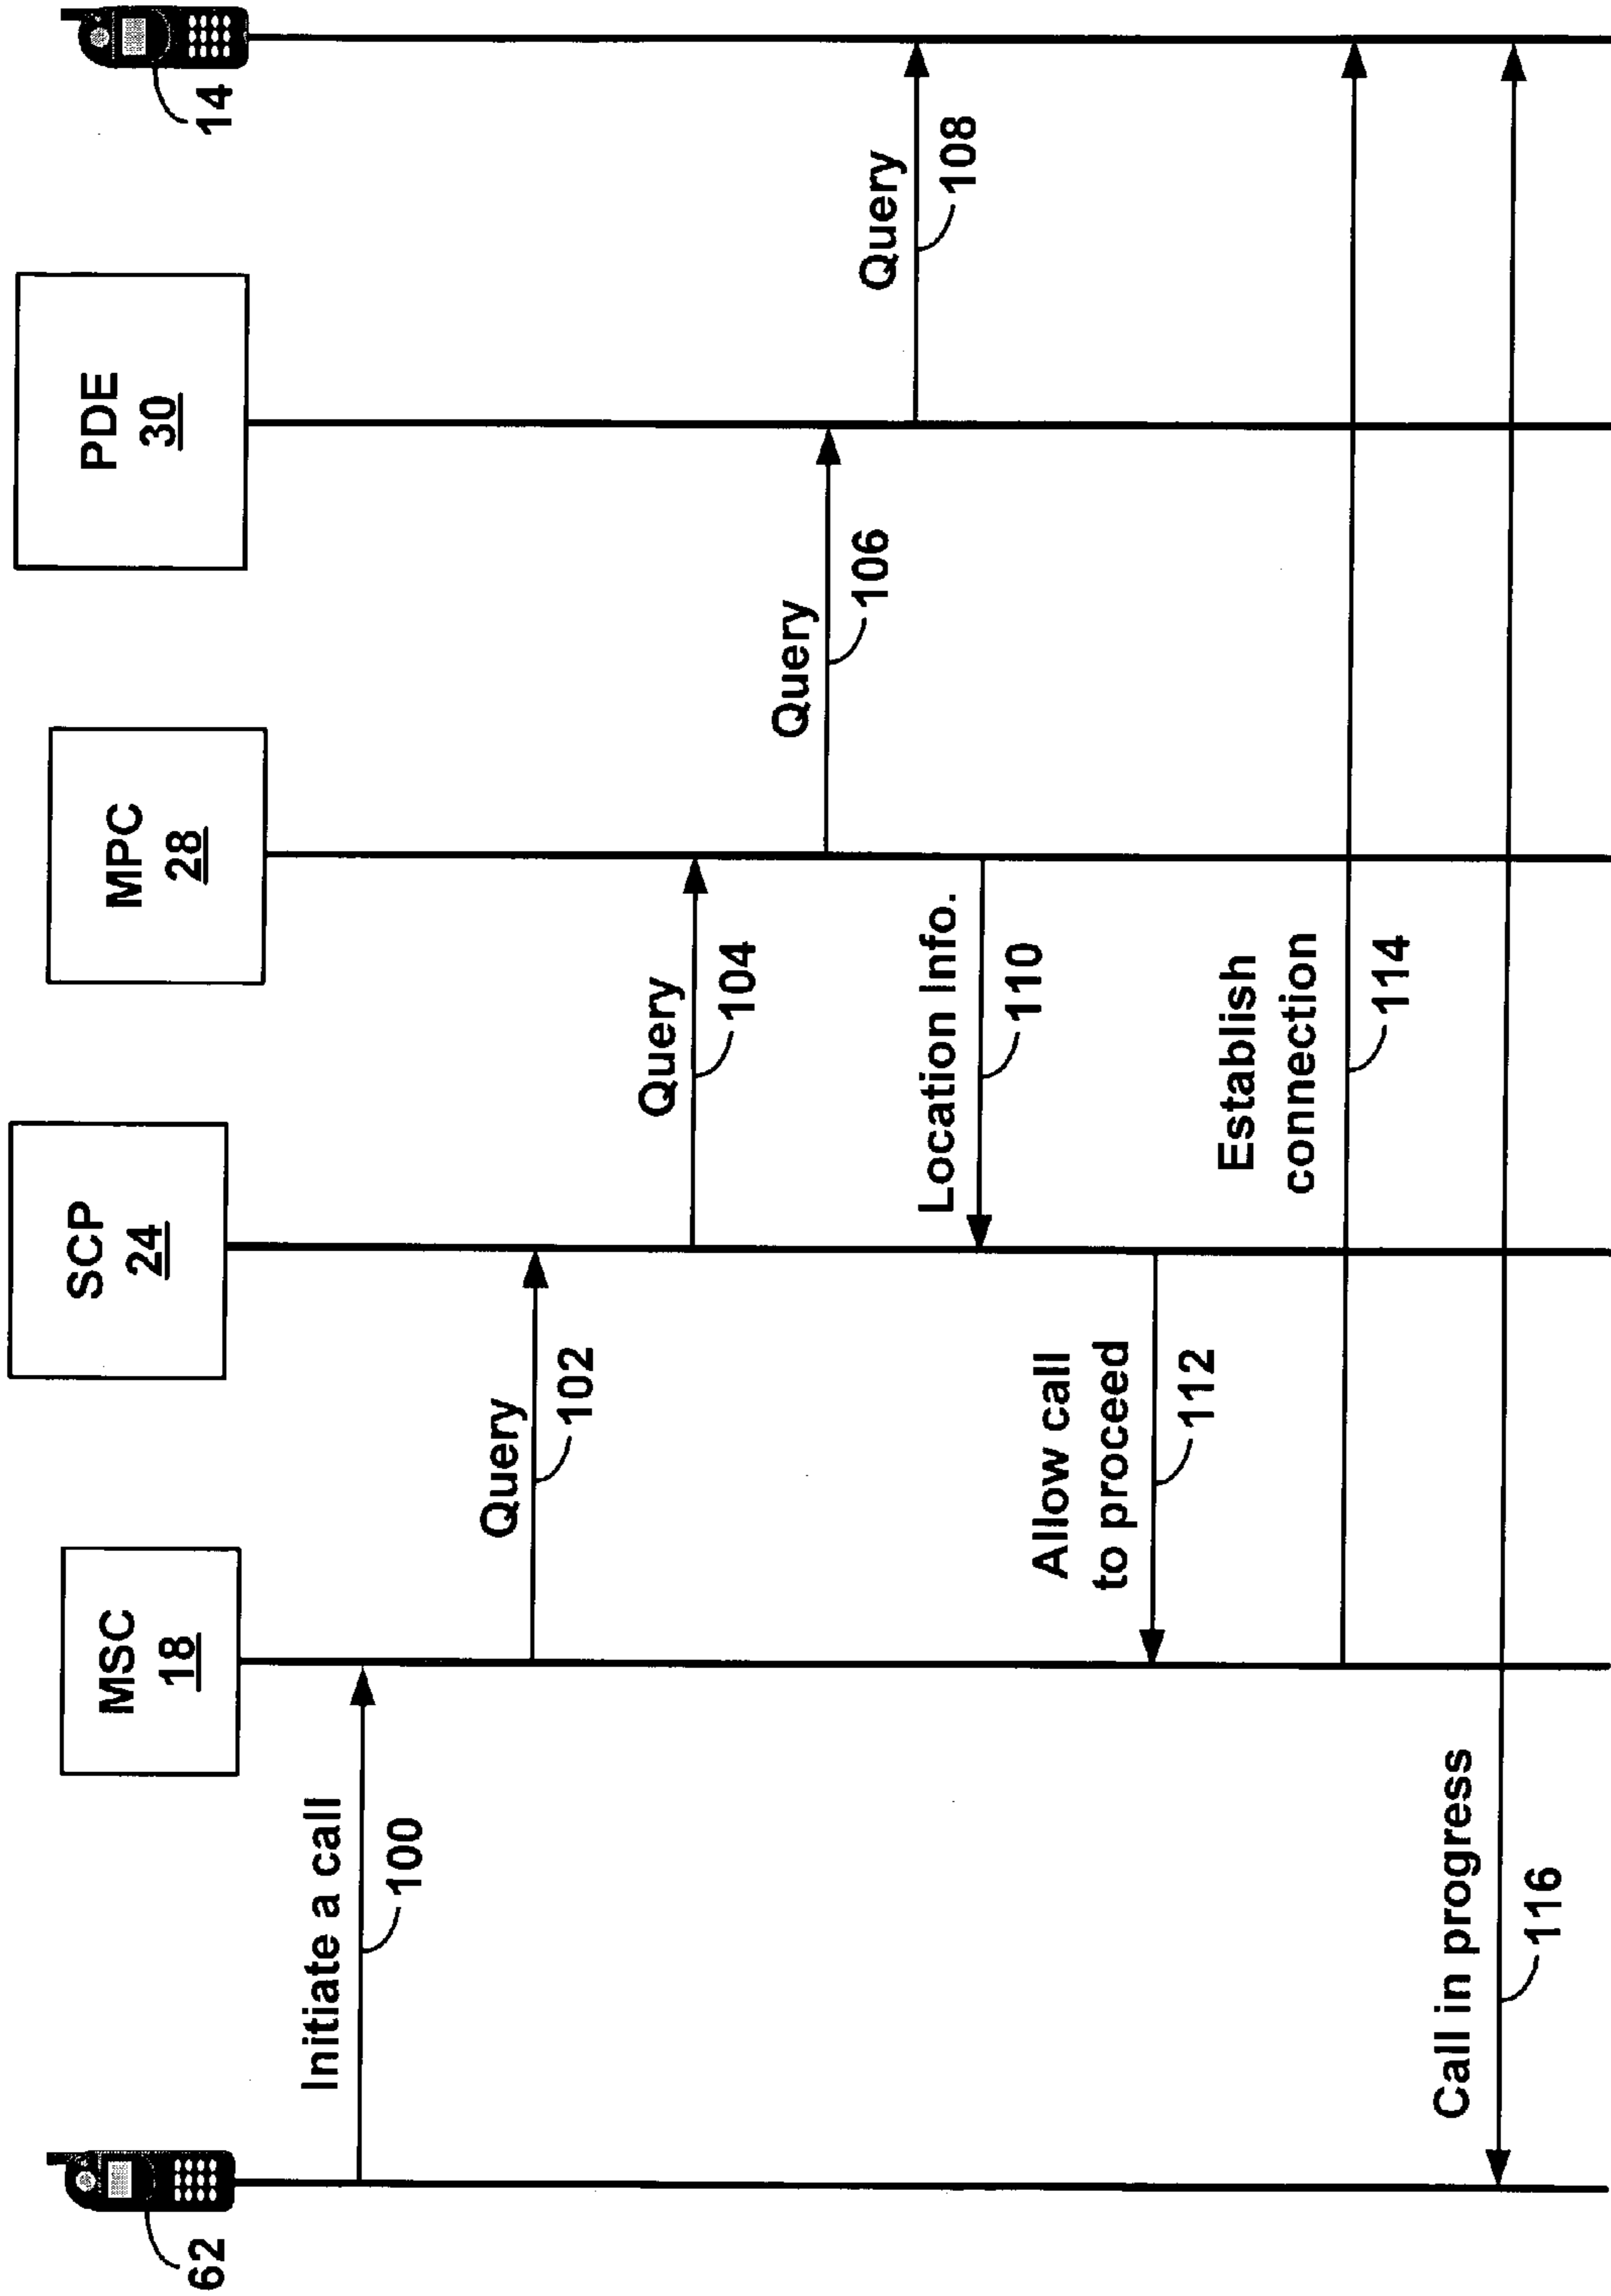 62
MSC
18
SCP
24
MPC
28
PDE
30
14
Initiate a call
100
Query
102
Query
104
Query
106
Query
108
Location Info.
110
Allow call
to proceed
112
Establish
connection
114
Call in progress
116